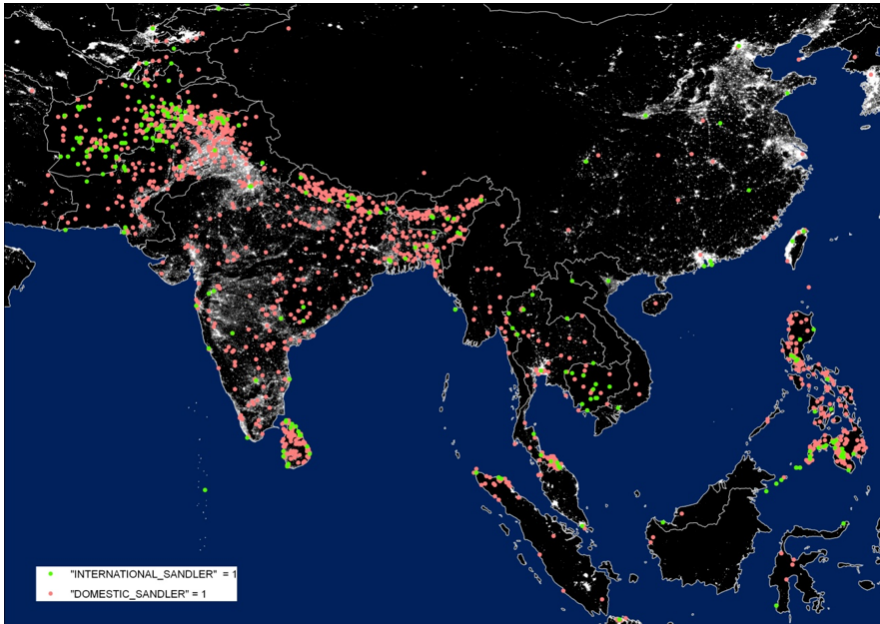 "INTERNATIONAL_SANDLER" = 1
"DOMESTIC_SANDLER" = 1